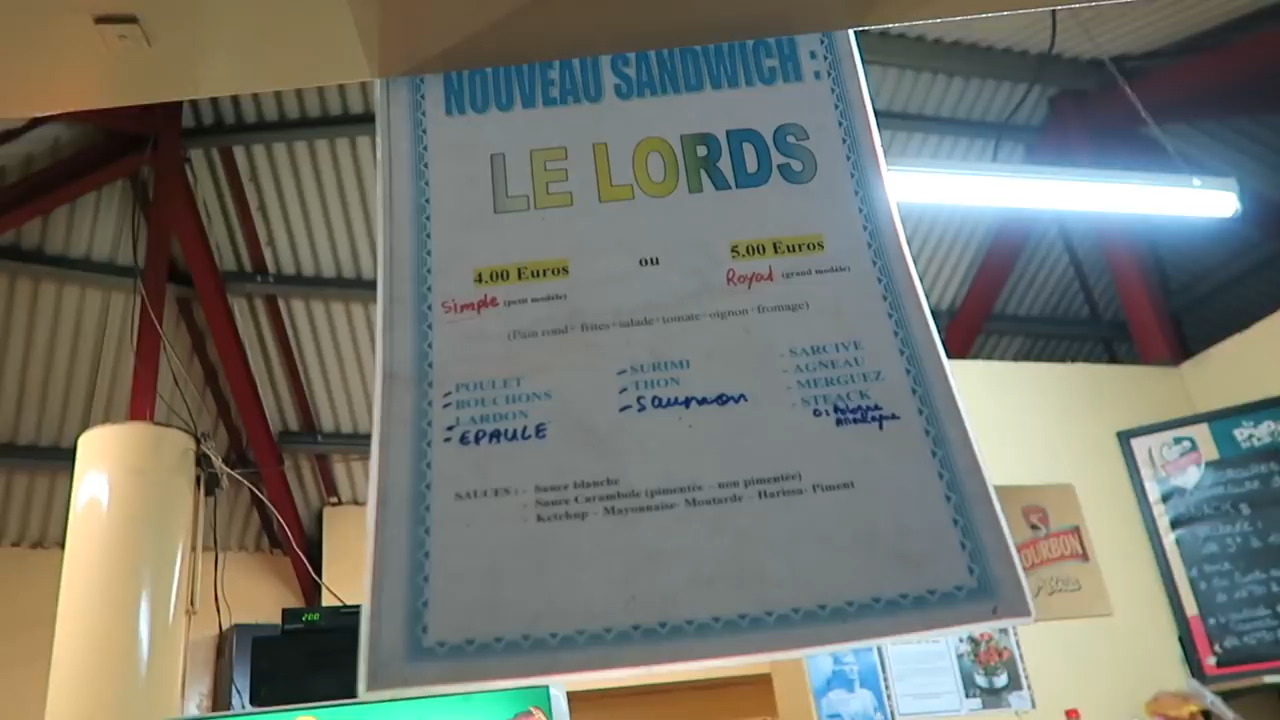 NOUVEAU SANDWICH :
LE LORDS
4.00 Euros ou 5.00 Euros
Simple (petit modèle) Royal (grand modèle)
(Pain rond+ frites+salade+tomate+oignon+fromage)
- POULET
- BOUCHONS
- LARDON
- EPAULE
- SURIMI
- THON
- Saumon
- SARCIVE
- AGNEAU
- MERGUEZ
- STEACK
SAUCES : - Sauce blanche
- Sauce Carambole (pimentée – non pimentée)
- Ketchup – Mayonnaise- Moutarde – Harissa- Piment
200
BOURBON